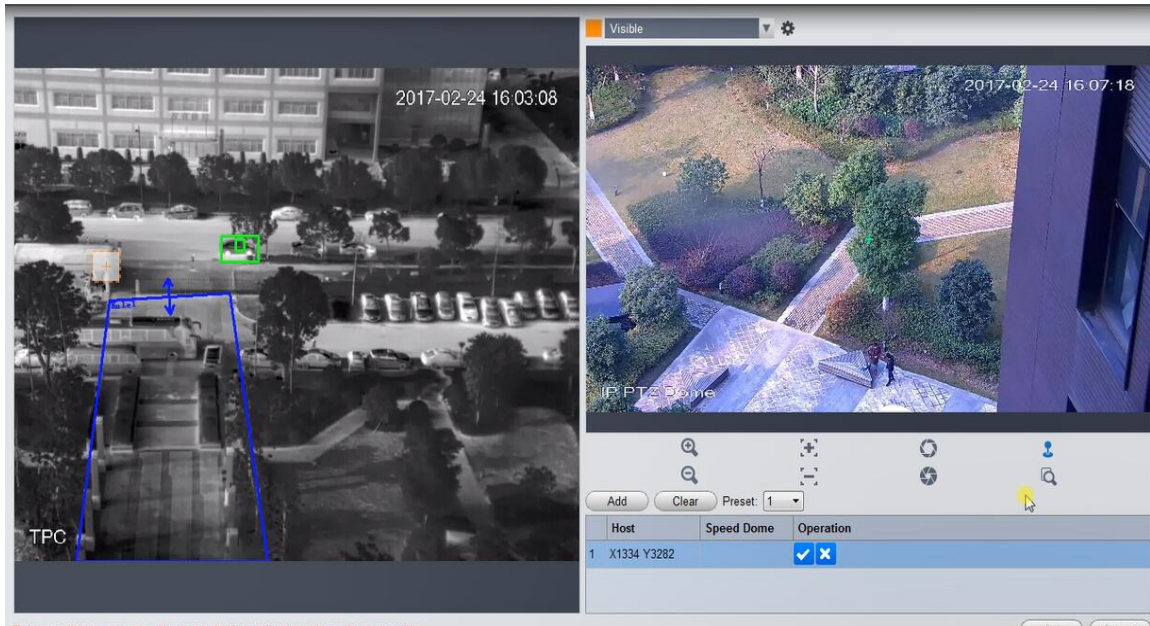 2017-02-24 16:03:08
TPC
Visible
2017-02-24 16:07:18
IP PTZ Dome
Add
Clear
Preset: 1
Host
Speed Dome
Operation
1
X1334 Y3282